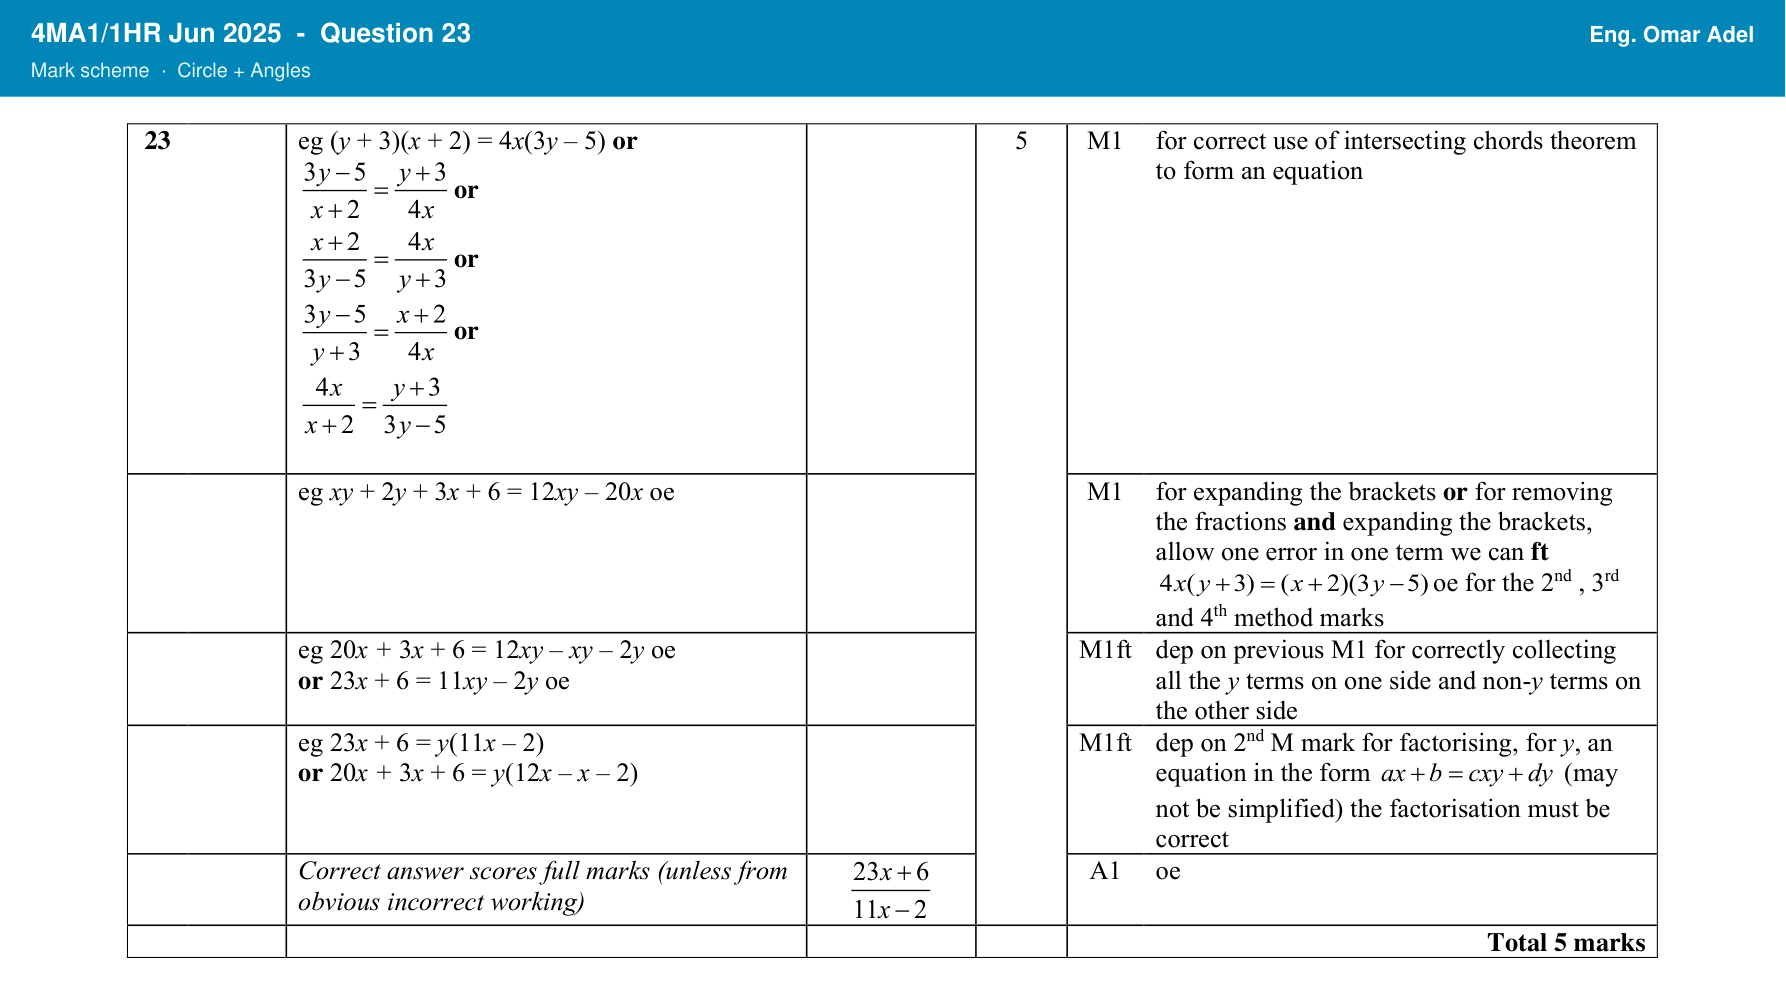 4MA1/1HR Jun 2025 - Question 23
Eng. Omar Adel
Mark scheme · Circle + Angles
23
eg (y + 3)(x + 2) = 4x(3y – 5) or
(3y – 5)/(x + 2) = (y + 3)/(4x) or
(x + 2)/(3y – 5) = (4x)/(y + 3) or
(3y – 5)/(y + 3) = (x + 2)/(4x) or
(4x)/(x + 2) = (y + 3)/(3y – 5)
5
M1
for correct use of intersecting chords theorem
to form an equation
eg xy + 2y + 3x + 6 = 12xy – 20x oe
M1
for expanding the brackets or for removing
the fractions and expanding the brackets,
allow one error in one term we can ft
4x(y + 3) = (x + 2)(3y – 5) oe for the 2nd , 3rd
and 4th method marks
eg 20x + 3x + 6 = 12xy – xy – 2y oe
or 23x + 6 = 11xy – 2y oe
M1ft
dep on previous M1 for correctly collecting
all the y terms on one side and non-y terms on
the other side
eg 23x + 6 = y(11x – 2)
or 20x + 3x + 6 = y(12x – x – 2)
M1ft
dep on 2nd M mark for factorising, for y, an
equation in the form ax + b = cxy + dy (may
not be simplified) the factorisation must be
correct
Correct answer scores full marks (unless from
obvious incorrect working)
(23x + 6)/(11x – 2)
A1
oe
Total 5 marks